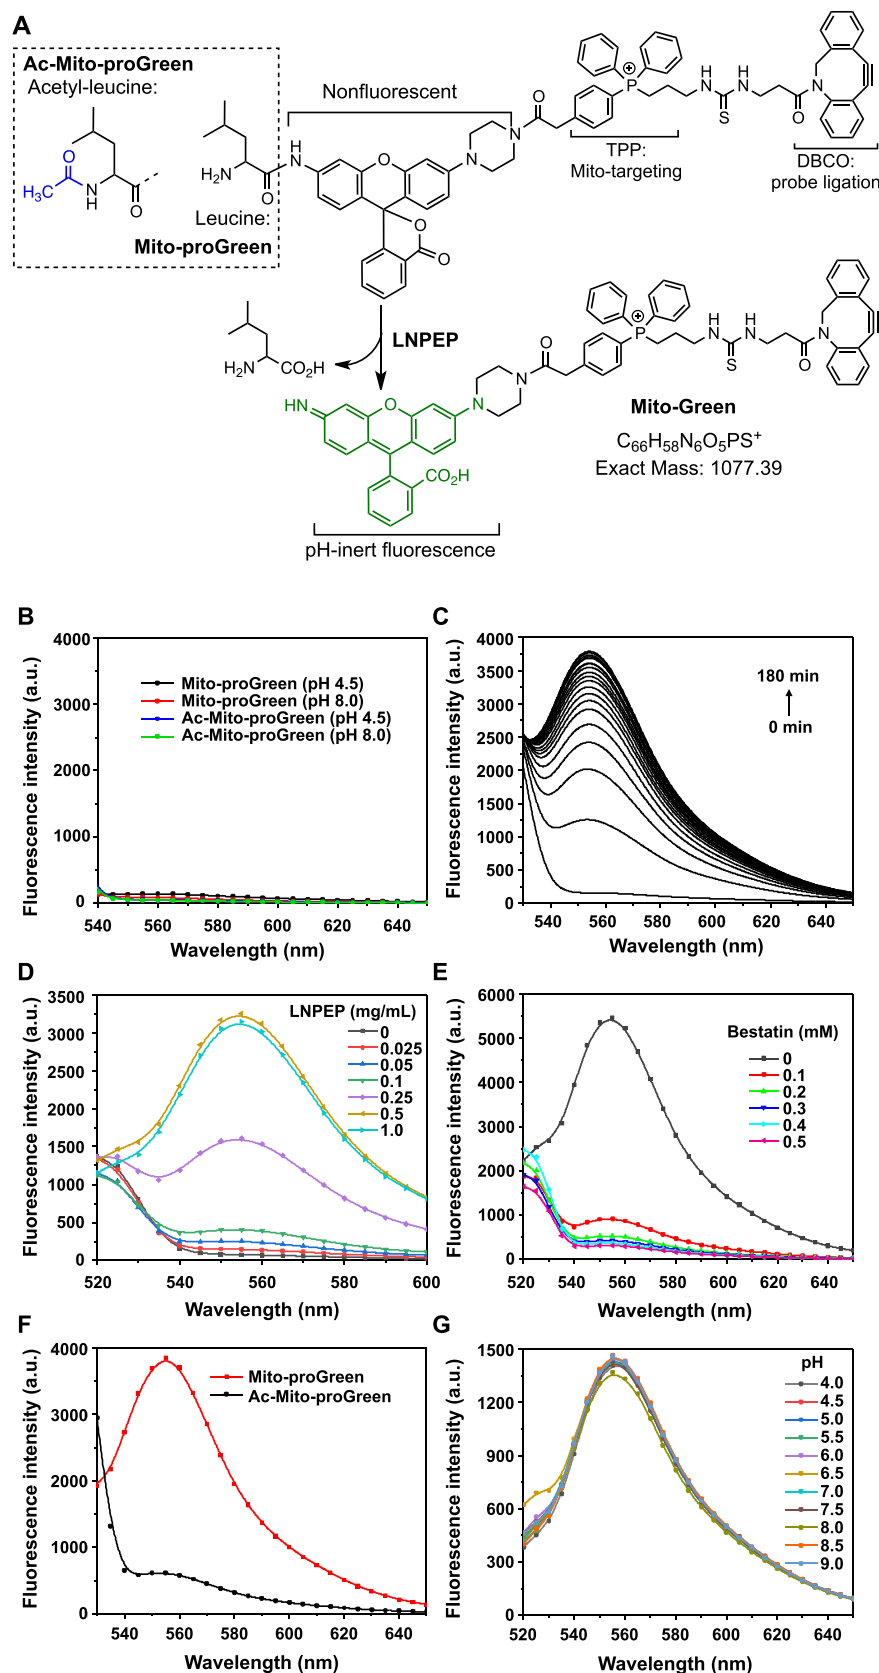 A
Ac-Mito-proGreen
Acetyl-leucine:
Nonfluorescent
O
H3C
N
H
O
H2N
O
H
N
O
N
N
O
P
+
H
N
H
N
S
O
N
TPP:
Mito-targeting
DBCO:
probe ligation
Leucine:
Mito-proGreen
O
O
LNPEP
H2N
CO2H
HN
O
N
N
O
P
+
H
N
H
N
S
O
N
CO2H
Mito-Green
C66H58N6O5PS+
Exact Mass: 1077.39
pH-inert fluorescence
B
Fluorescence intensity (a.u.)
4000
3000
2000
1000
0
540 560 580 600 620 640
Wavelength (nm)
Mito-proGreen (pH 4.5)
Mito-proGreen (pH 8.0)
Ac-Mito-proGreen (pH 4.5)
Ac-Mito-proGreen (pH 8.0)
C
Fluorescence intensity (a.u.)
4000
3500
3000
2500
2000
1500
1000
500
0
540 560 580 600 620 640
Wavelength (nm)
180 min
0 min
D
Fluorescence intensity (a.u.)
3500
3000
2500
2000
1500
1000
500
0
520 540 560 580 600
Wavelength (nm)
LNPEP (mg/mL)
0
0.025
0.05
0.1
0.25
0.5
1.0
E
Fluorescence intensity (a.u.)
6000
5000
4000
3000
2000
1000
0
520 540 560 580 600 620 640
Wavelength (nm)
Bestatin (mM)
0
0.1
0.2
0.3
0.4
0.5
F
Fluorescence intensity (a.u.)
4000
3000
2000
1000
0
540 560 580 600 620 640
Wavelength (nm)
Mito-proGreen
Ac-Mito-proGreen
G
Fluorescence intensity (a.u.)
1500
1200
900
600
300
0
520 540 560 580 600 620 640
Wavelength (nm)
pH
4.0
4.5
5.0
5.5
6.0
6.5
7.0
7.5
8.0
8.5
9.0